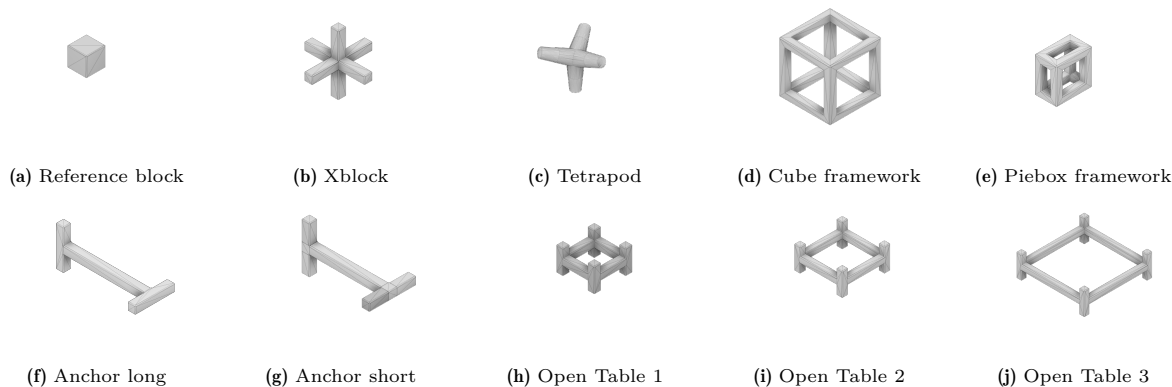 (a) Reference block (b) Xblock (c) Tetrapod (d) Cube framework (e) Piebox framework
(f) Anchor long (g) Anchor short (h) Open Table 1 (i) Open Table 2 (j) Open Table 3